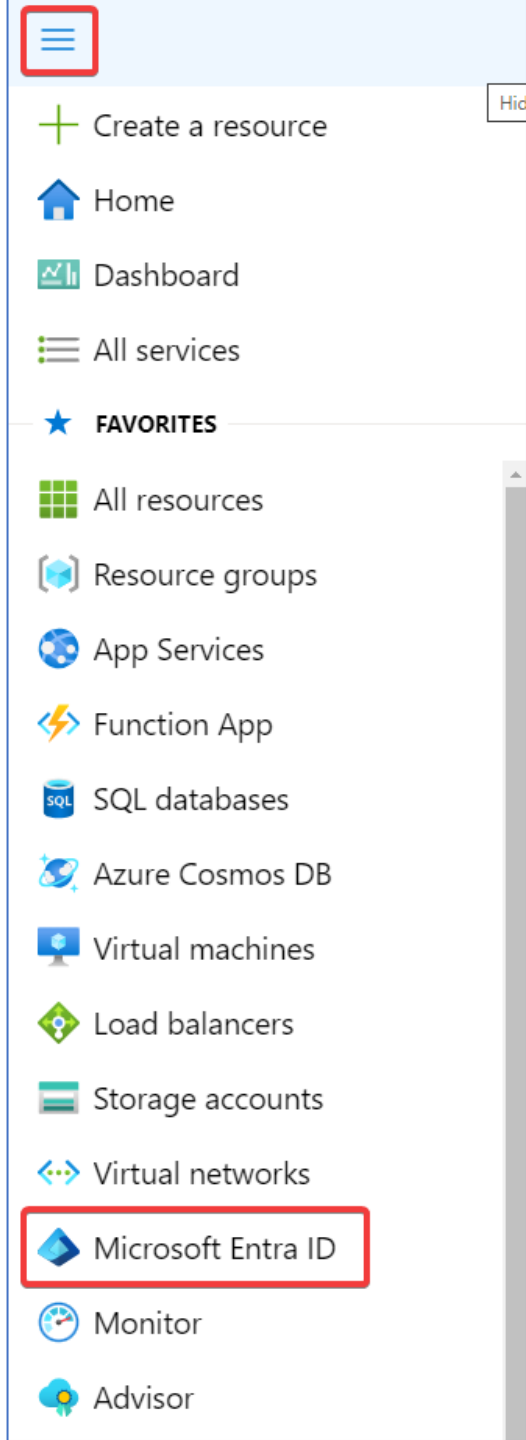 Hid
Create a resource
Home
Dashboard
All services
FAVORITES
All resources
Resource groups
App Services
Function App
SQL
SQL databases
Azure Cosmos DB
Virtual machines
Load balancers
Storage accounts
Virtual networks
Microsoft Entra ID
Monitor
Advisor